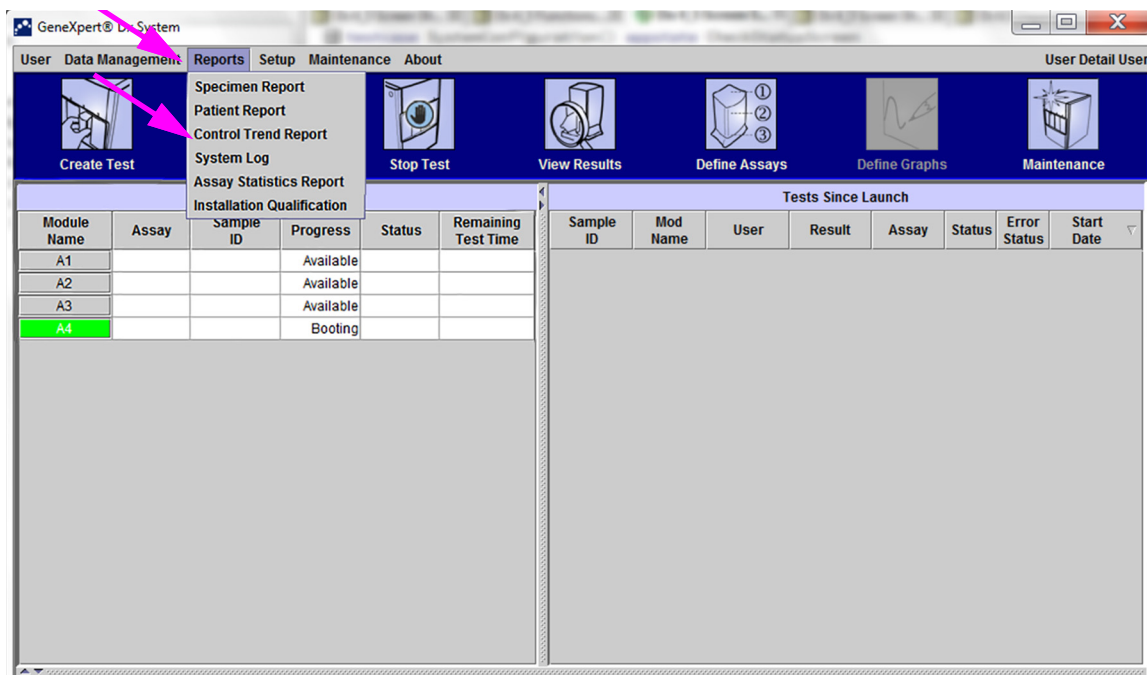 GeneXpert® Dx System
User Data Management Reports Setup Maintenance About User Detail User
Specimen Report
Patient Report
Control Trend Report
System Log
Assay Statistics Report
Installation Qualification
Create Test Stop Test View Results Define Assays Define Graphs Maintenance
①
②
③
Tests Since Launch
Module Name Assay Sample ID Progress Status Remaining Test Time Sample ID Mod Name User Result Assay Status Error Status Start Date
A1 Available
A2 Available
A3 Available
A4 Booting